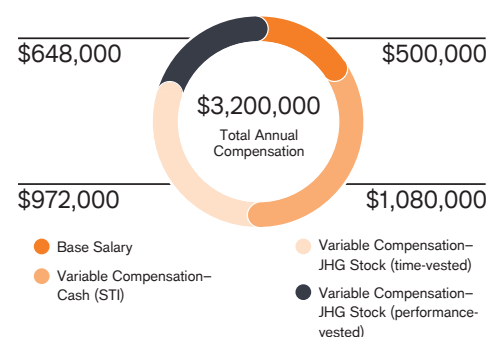 $648,000
$500,000
$3,200,000
Total Annual
Compensation
$972,000
$1,080,000
Base Salary
Variable Compensation–
Cash (STI)
Variable Compensation–
JHG Stock (time-vested)
Variable Compensation–
JHG Stock (performance-
vested)